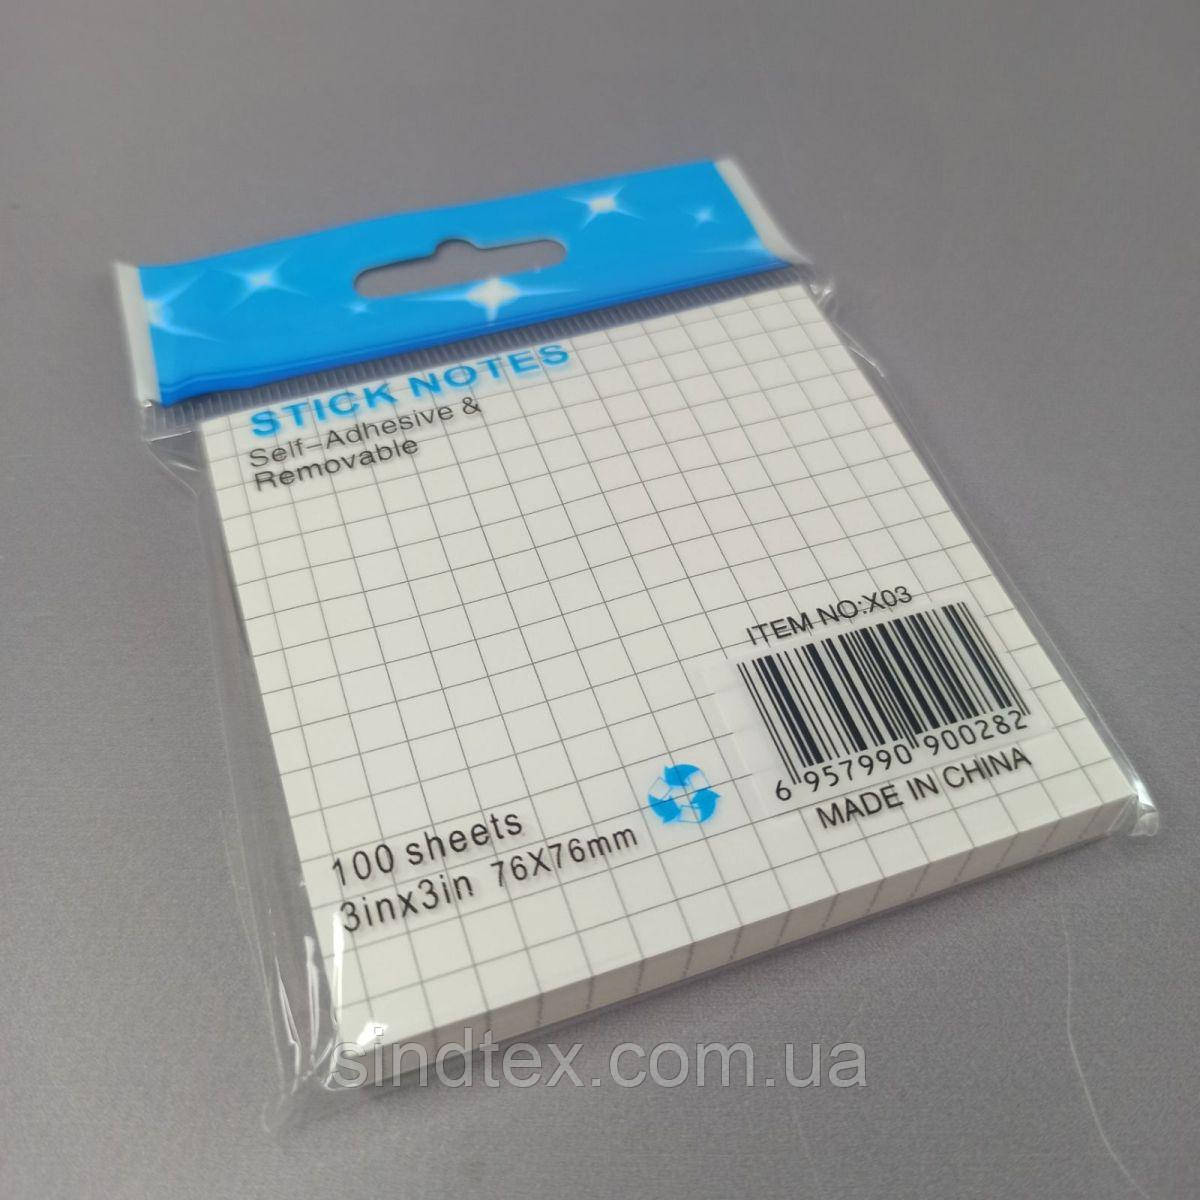 STICK NOTES
Self-Adhesive &
Removable
ITEM NO:X03
6 957990 900282
MADE IN CHINA
100 sheets
3inx3in 76X76mm
sindtex.com.ua